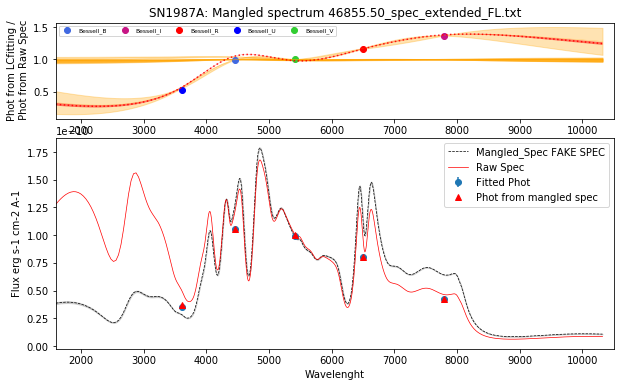 SN1987A: Mangled spectrum 46855.50_spec_extended_FL.txt
Phot from LCfitting /
Phot from Raw Spec
Bessell_B
Bessell_I
Bessell_R
Bessell_U
Bessell_V
1.5
1.0
0.5
2000 3000 4000 5000 6000 7000 8000 9000 10000
1e−10
Flux erg s-1 cm-2 A-1
1.75
1.50
1.25
1.00
0.75
0.50
0.25
0.00
Mangled_Spec FAKE SPEC
Raw Spec
Fitted Phot
Phot from mangled spec
2000 3000 4000 5000 6000 7000 8000 9000 10000
Wavelenght